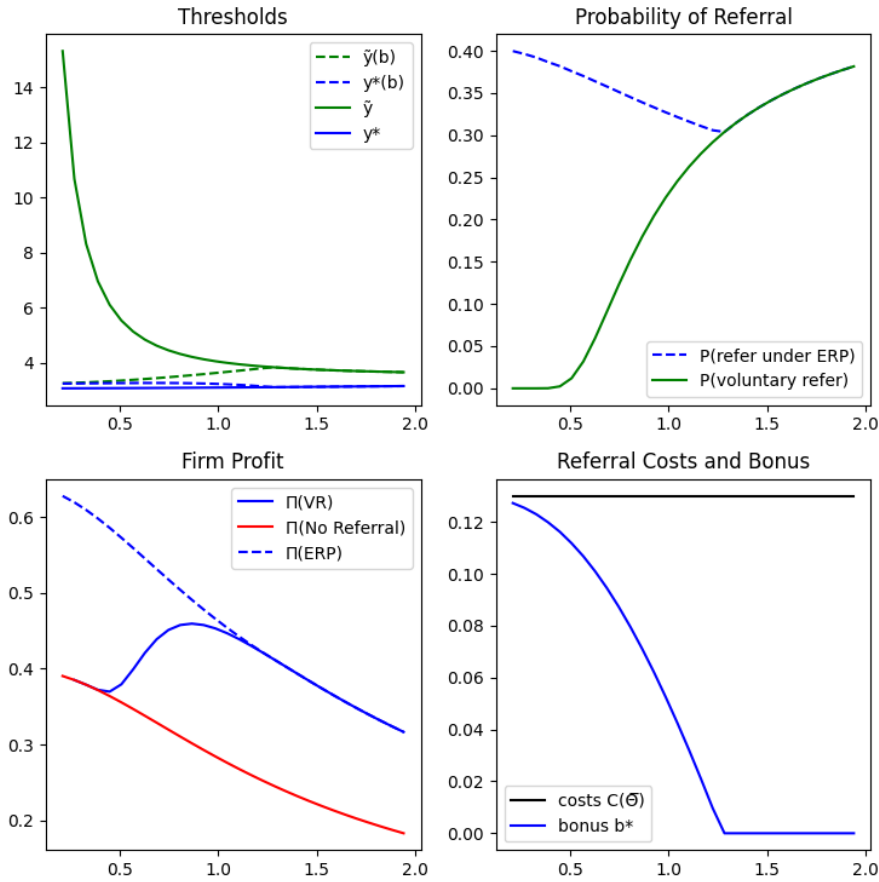 Thresholds
ỹ(b)
y*(b)
ỹ
y*
14
12
10
8
6
4
0.5 1.0 1.5 2.0
Probability of Referral
0.40
0.35
0.30
0.25
0.20
0.15
0.10
0.05
0.00
P(refer under ERP)
P(voluntary refer)
0.5 1.0 1.5 2.0
Firm Profit
Π(VR)
Π(No Referral)
Π(ERP)
0.6
0.5
0.4
0.3
0.2
0.5 1.0 1.5 2.0
Referral Costs and Bonus
0.12
0.10
0.08
0.06
0.04
0.02
0.00
costs C(Θ̅)
bonus b*
0.5 1.0 1.5 2.0